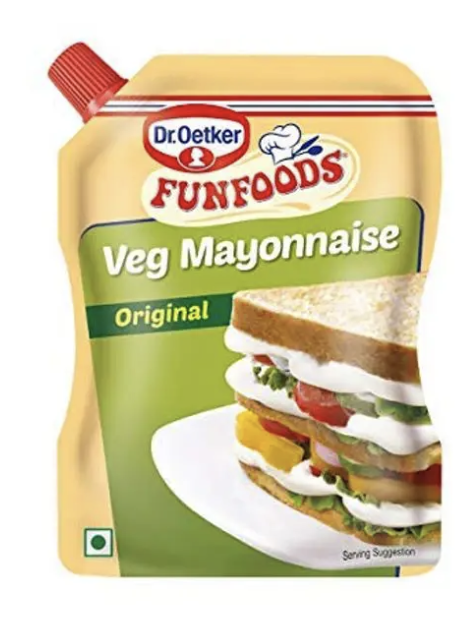 Dr.Oetker
FUNFOODS
Veg Mayonnaise
Original
Serving Suggestion